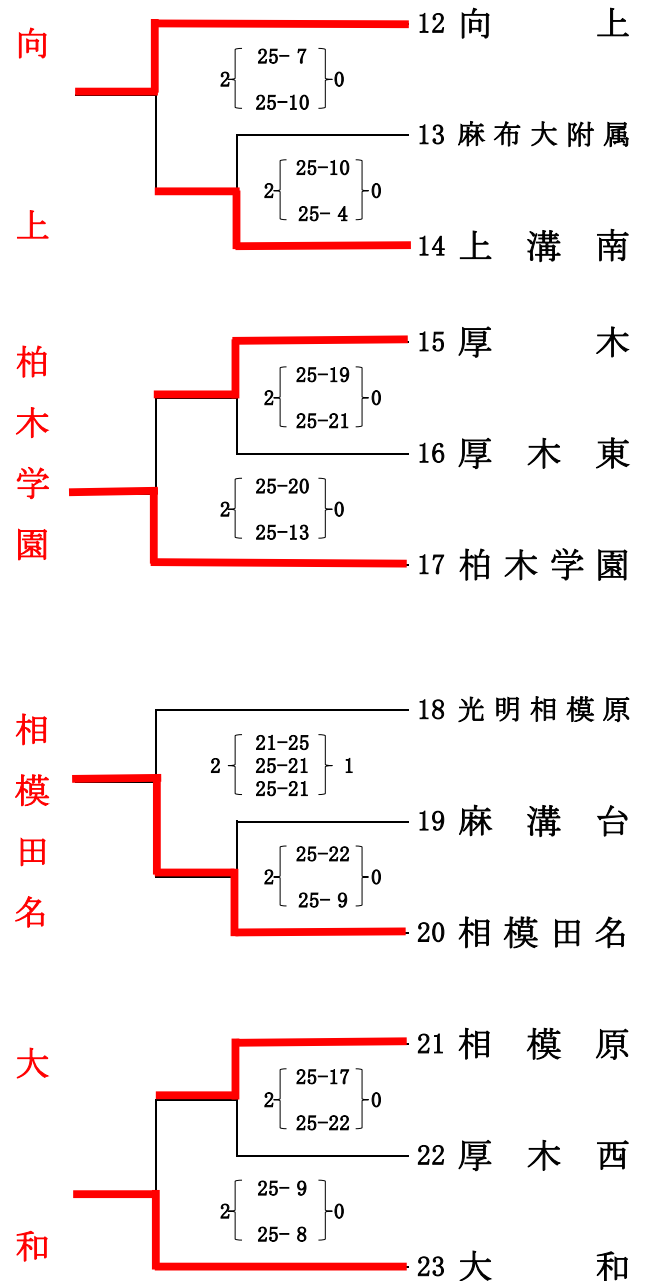 向上
12 向上
25- 7
2 0
25-10
13 麻布大附属
25-10
2 0
25- 4
14 上溝南
柏木学園
15 厚木
25-19
2 0
25-21
16 厚木東
25-20
2 0
25-13
17 柏木学園
相模田名
18 光明相模原
21-25
2 25-21 1
25-21
19 麻溝台
25-22
2 0
25- 9
20 相模田名
大和
21 相模原
25-17
2 0
25-22
22 厚木西
25- 9
2 0
25- 8
23 大和